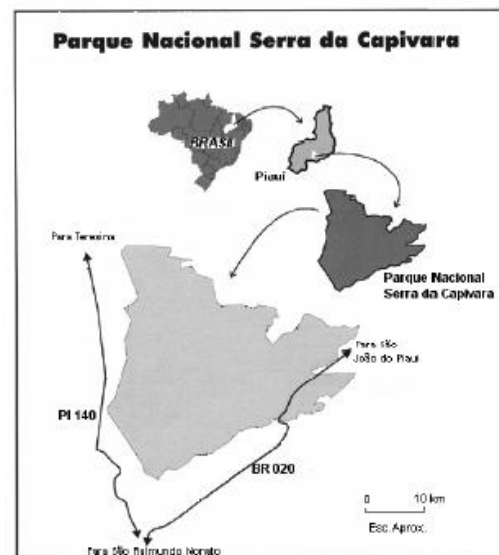 Parque Nacional Serra da Capivara
BRASIL
Piauí
Parque Nacional
Serra da Capivara
Para Teresina
Para São
João do Piauí
PI 140
BR 020
0 10 km
Esc. Aprox.
Para São Raimundo Nonato